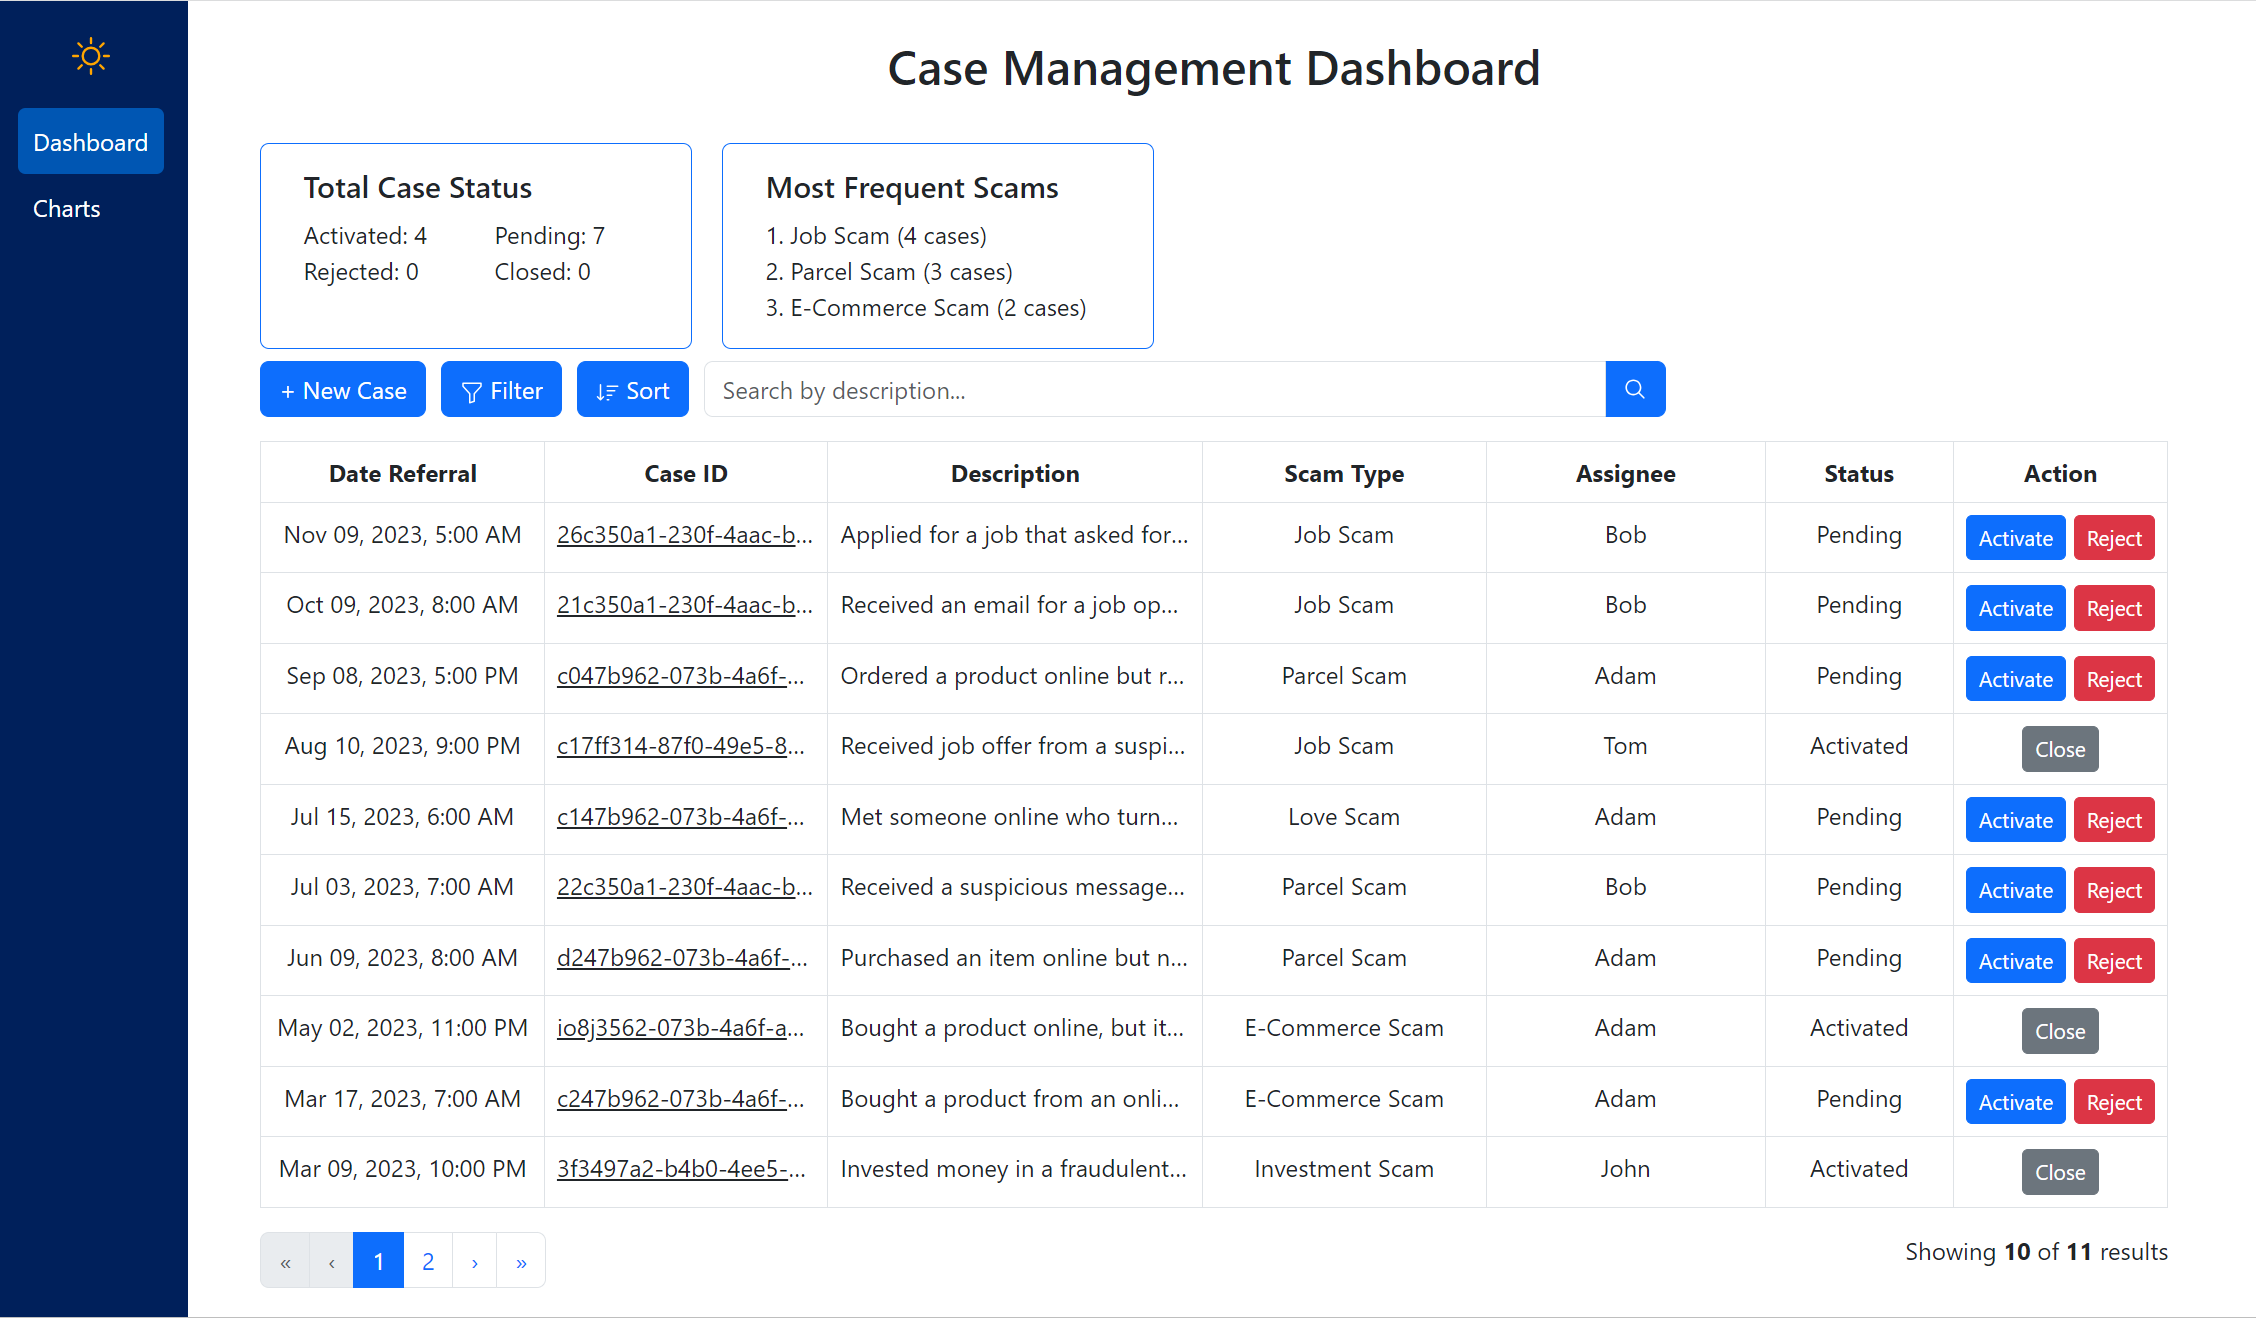 Case Management Dashboard
Dashboard
Charts
Total Case Status
Activated: 4 Pending: 7
Rejected: 0 Closed: 0
Most Frequent Scams
1. Job Scam (4 cases)
2. Parcel Scam (3 cases)
3. E-Commerce Scam (2 cases)
+ New Case Filter Sort Search by description...
Date Referral Case ID Description Scam Type Assignee Status Action
Nov 09, 2023, 5:00 AM 26c350a1-230f-4aac-b... Applied for a job that asked for... Job Scam Bob Pending Activate Reject
Oct 09, 2023, 8:00 AM 21c350a1-230f-4aac-b... Received an email for a job op... Job Scam Bob Pending Activate Reject
Sep 08, 2023, 5:00 PM c047b962-073b-4a6f-... Ordered a product online but r... Parcel Scam Adam Pending Activate Reject
Aug 10, 2023, 9:00 PM c17ff314-87f0-49e5-8... Received job offer from a suspi... Job Scam Tom Activated Close
Jul 15, 2023, 6:00 AM c147b962-073b-4a6f-... Met someone online who turn... Love Scam Adam Pending Activate Reject
Jul 03, 2023, 7:00 AM 22c350a1-230f-4aac-b... Received a suspicious message... Parcel Scam Bob Pending Activate Reject
Jun 09, 2023, 8:00 AM d247b962-073b-4a6f-... Purchased an item online but n... Parcel Scam Adam Pending Activate Reject
May 02, 2023, 11:00 PM io8j3562-073b-4a6f-a... Bought a product online, but it... E-Commerce Scam Adam Activated Close
Mar 17, 2023, 7:00 AM c247b962-073b-4a6f-... Bought a product from an onli... E-Commerce Scam Adam Pending Activate Reject
Mar 09, 2023, 10:00 PM 3f3497a2-b4b0-4ee5-... Invested money in a fraudulent... Investment Scam John Activated Close
« ‹ 1 2 › »
Showing 10 of 11 results